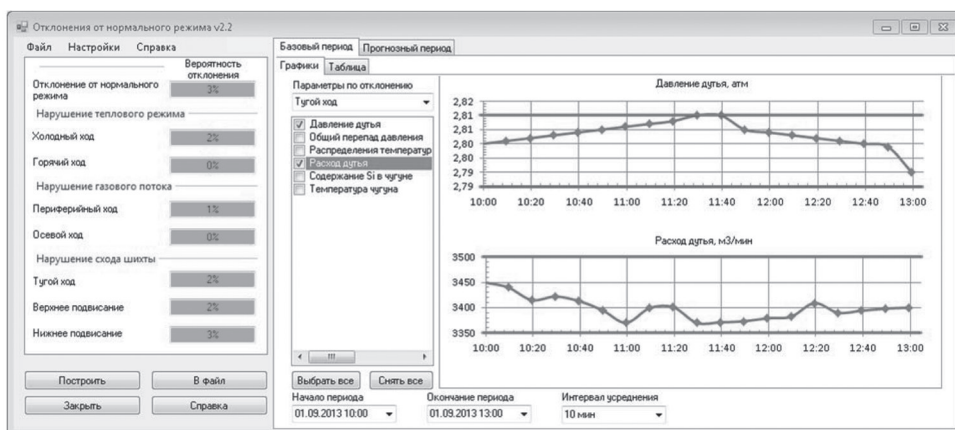 Отклонения от нормального режима v2.2
Файл Настройки Справка
Вероятность отклонения
Отклонение от нормального режима 3%
Нарушение теплового режима
Холодный ход 2%
Горячий ход 0%
Нарушение газового потока
Периферийный ход 1%
Осевой ход 0%
Нарушение схода шихты
Тугой ход 2%
Верхнее подвисание 2%
Нижнее подвисание 3%
Построить В файл
Закрыть Справка
Базовый период Прогнозный период
Графики Таблица
Параметры по отклонению
Тугой ход
Давление дутья
Общий перепад давления
Распределения температур
Расход дутья
Содержание Si в чугуне
Температура чугуна
Выбрать все Снять все
Давление дутья, атм
2,82
2,81
2,81
2,80
2,80
2,79
2,79
10:00 10:20 10:40 11:00 11:20 11:40 12:00 12:20 12:40 13:00
Расход дутья, м3/мин
3500
3450
3400
3350
10:00 10:20 10:40 11:00 11:20 11:40 12:00 12:20 12:40 13:00
Начало периода Окончание периода Интервал усреднения
01.09.2013 10:00 01.09.2013 13:00 10 мин